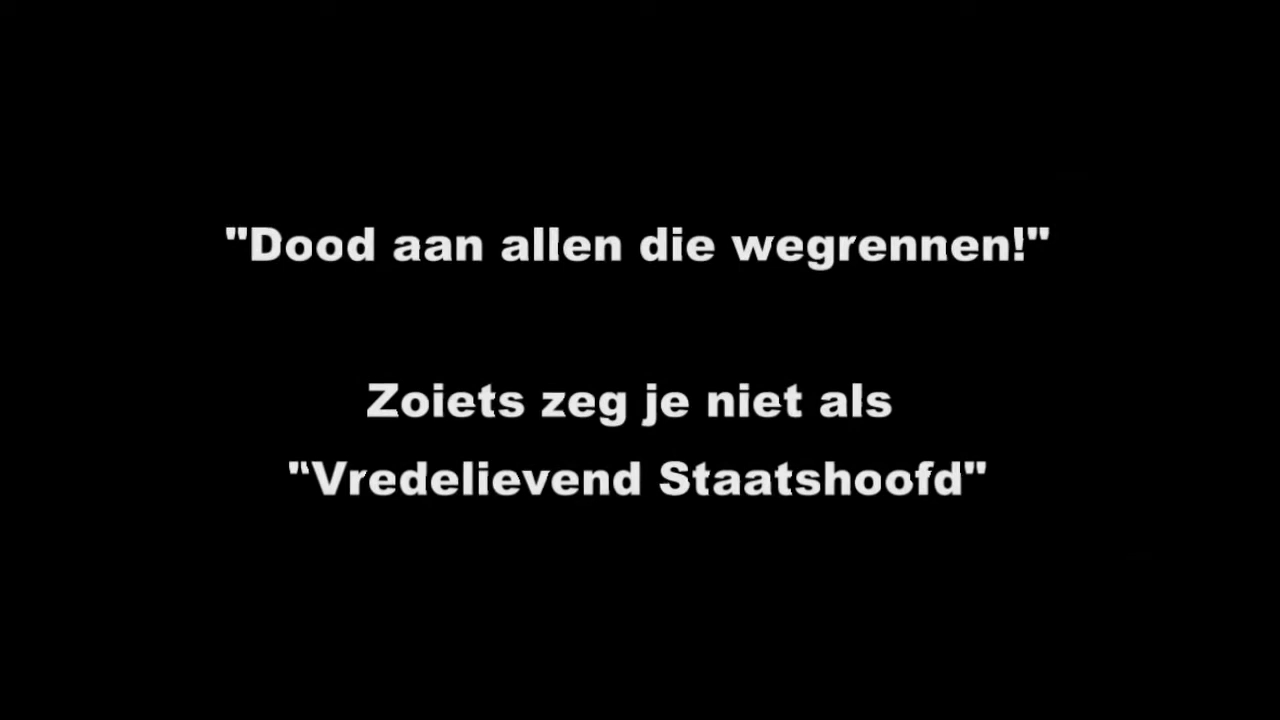 "Dood aan allen die wegrennen!"
Zoiets zeg je niet als
"Vredelievend Staatshoofd"